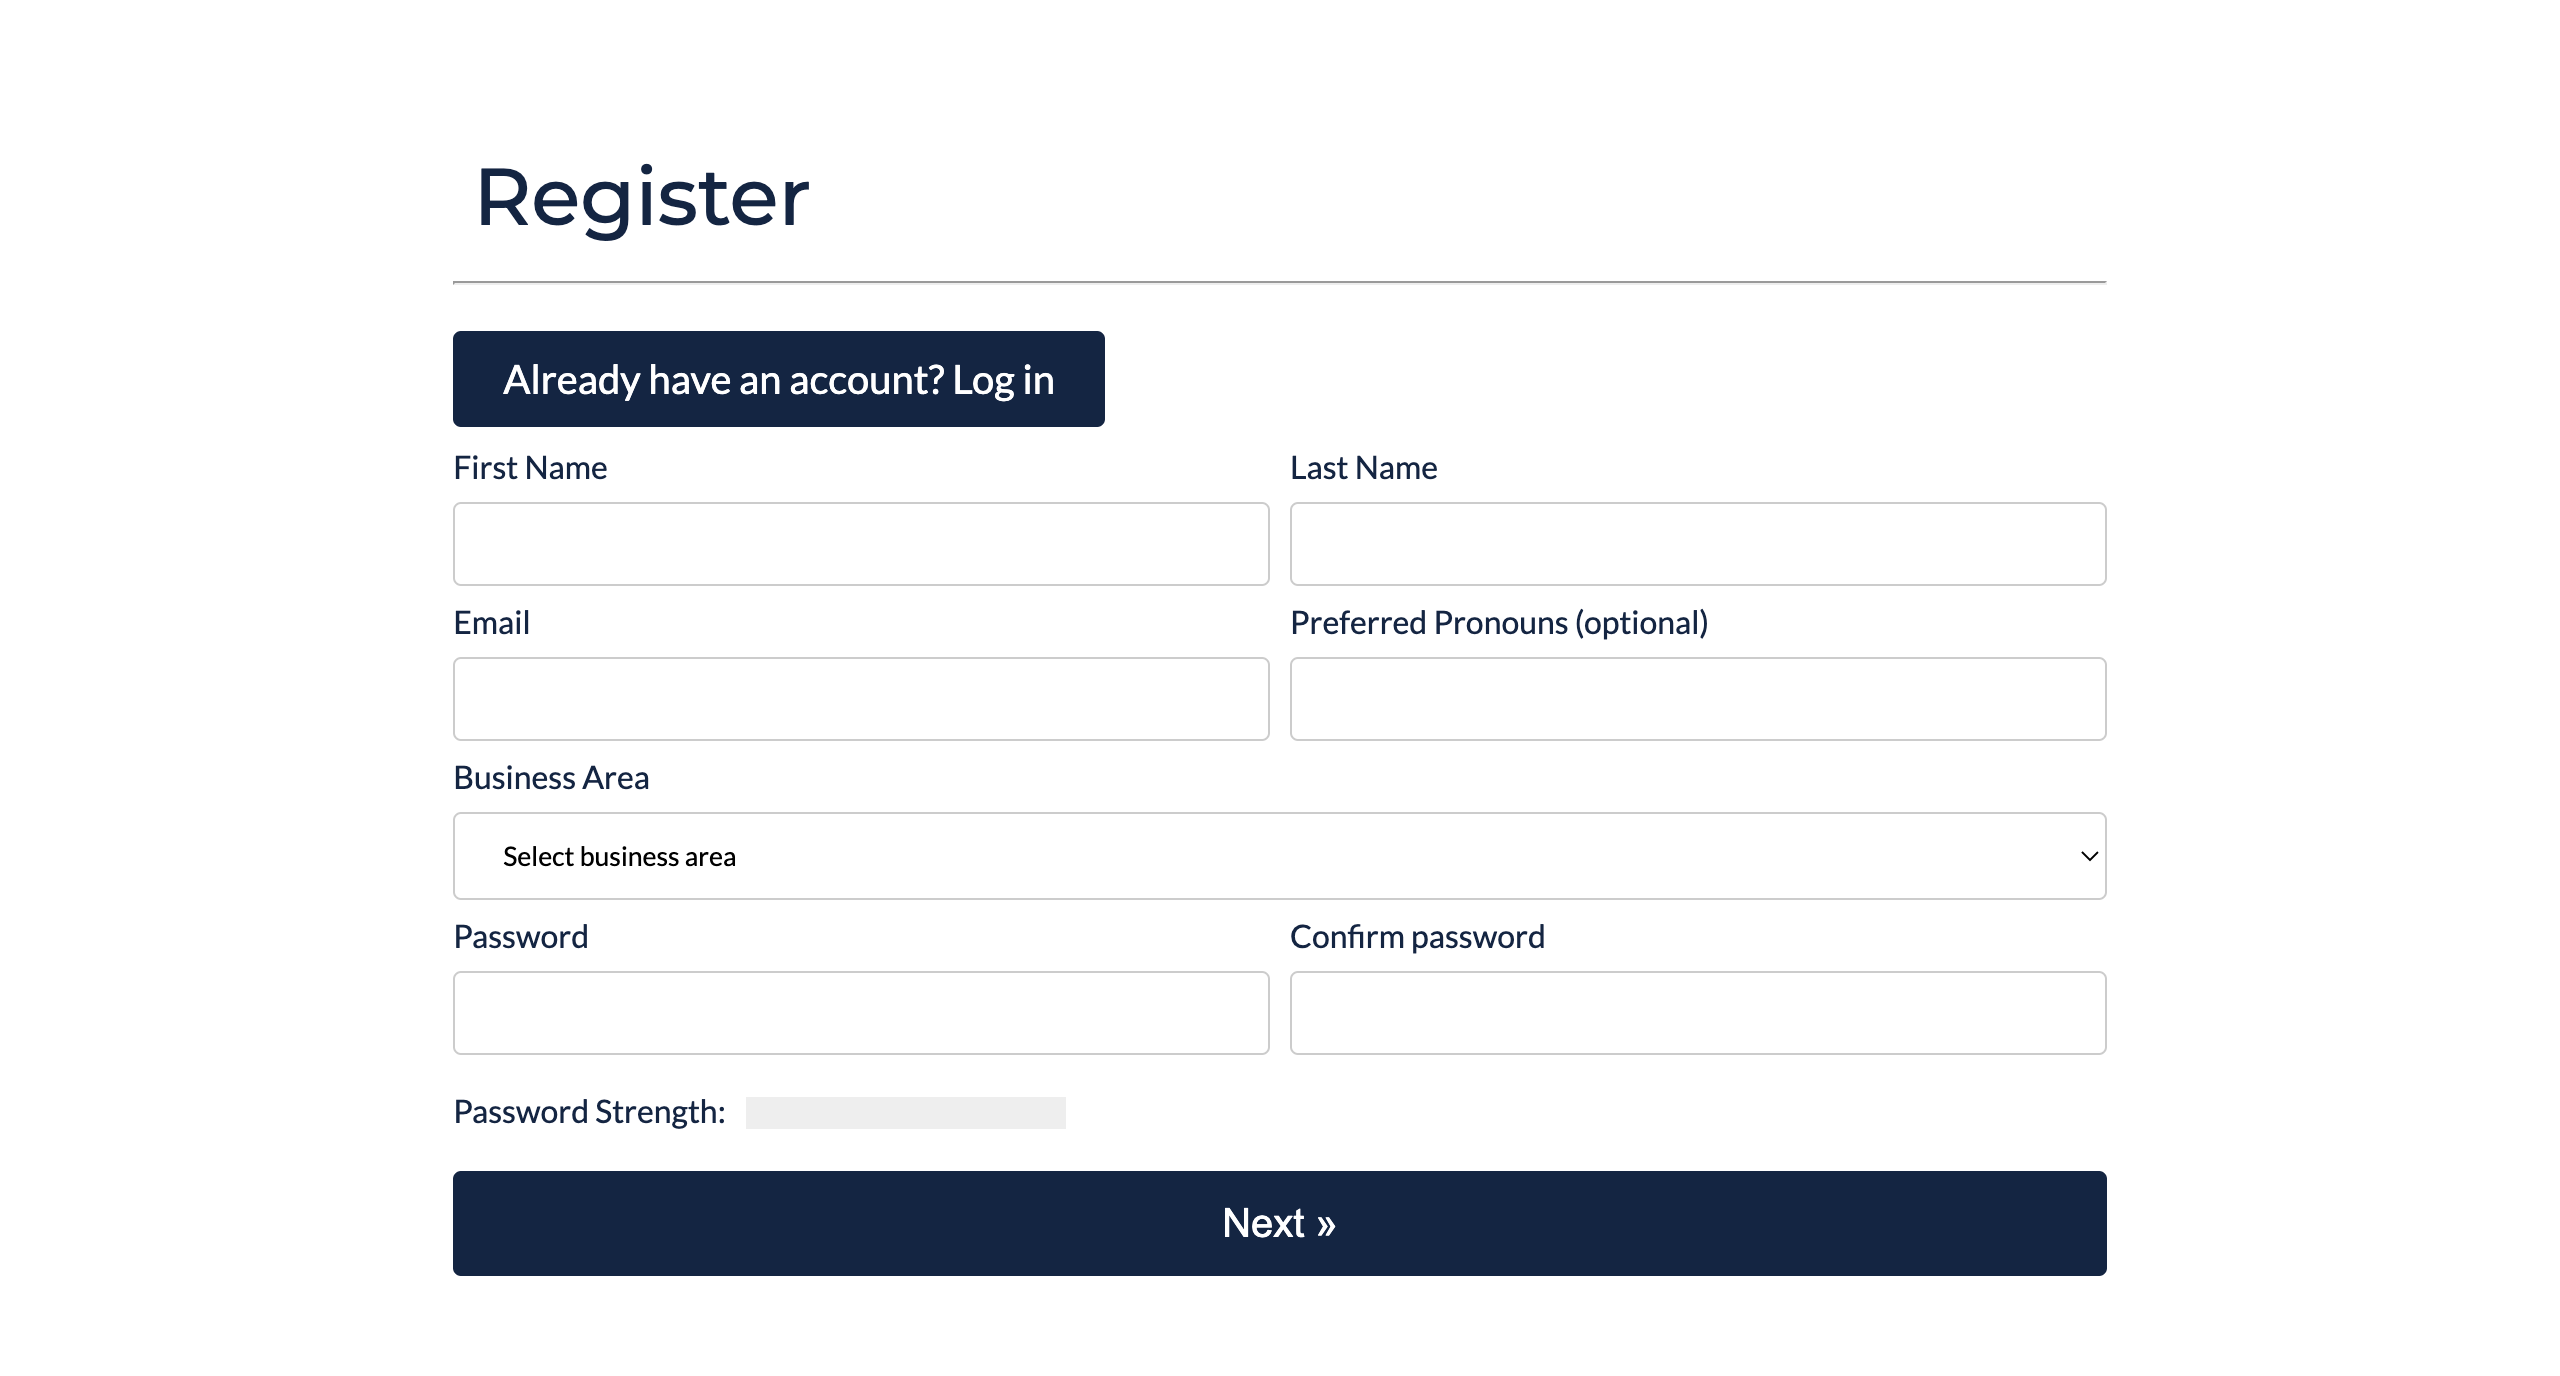 Register
Already have an account? Log in
First Name
Last Name
Email
Preferred Pronouns (optional)
Business Area
Select business area
Password
Confirm password
Password Strength:
Next »